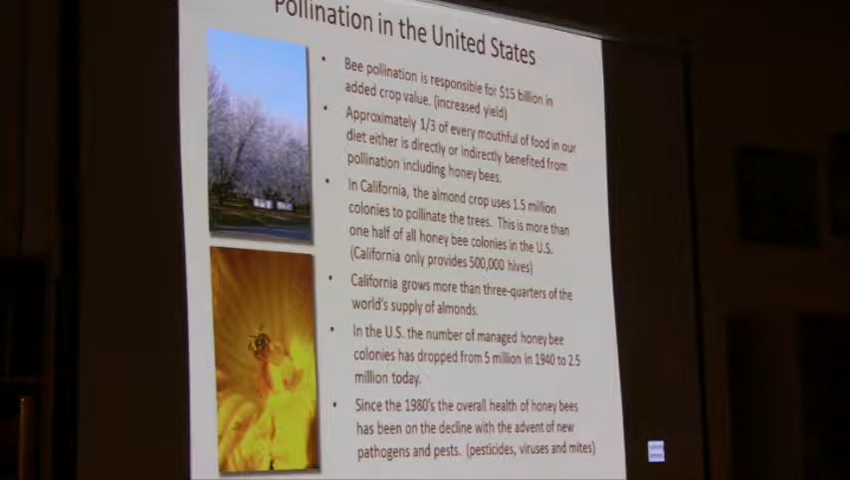 Pollination in the United States
• Bee pollination is responsible for $15 billion in
added crop value. (increased yield)
• Approximately 1/3 of every mouthful of food in our
diet either is directly or indirectly benefited from
pollination including honey bees.
• In California, the almond crop uses 1.5 million
colonies to pollinate the trees. This is more than
one half of all honey bee colonies in the U.S.
(California only provides 500,000 hives)
• California grows more than three-quarters of the
world's supply of almonds.
• In the U.S. the number of managed honey bee
colonies has dropped from 5 million in 1940 to 2.5
million today.
• Since the 1980's the overall health of honey bees
has been on the decline with the advent of new
pathogens and pests. (pesticides, viruses and mites)